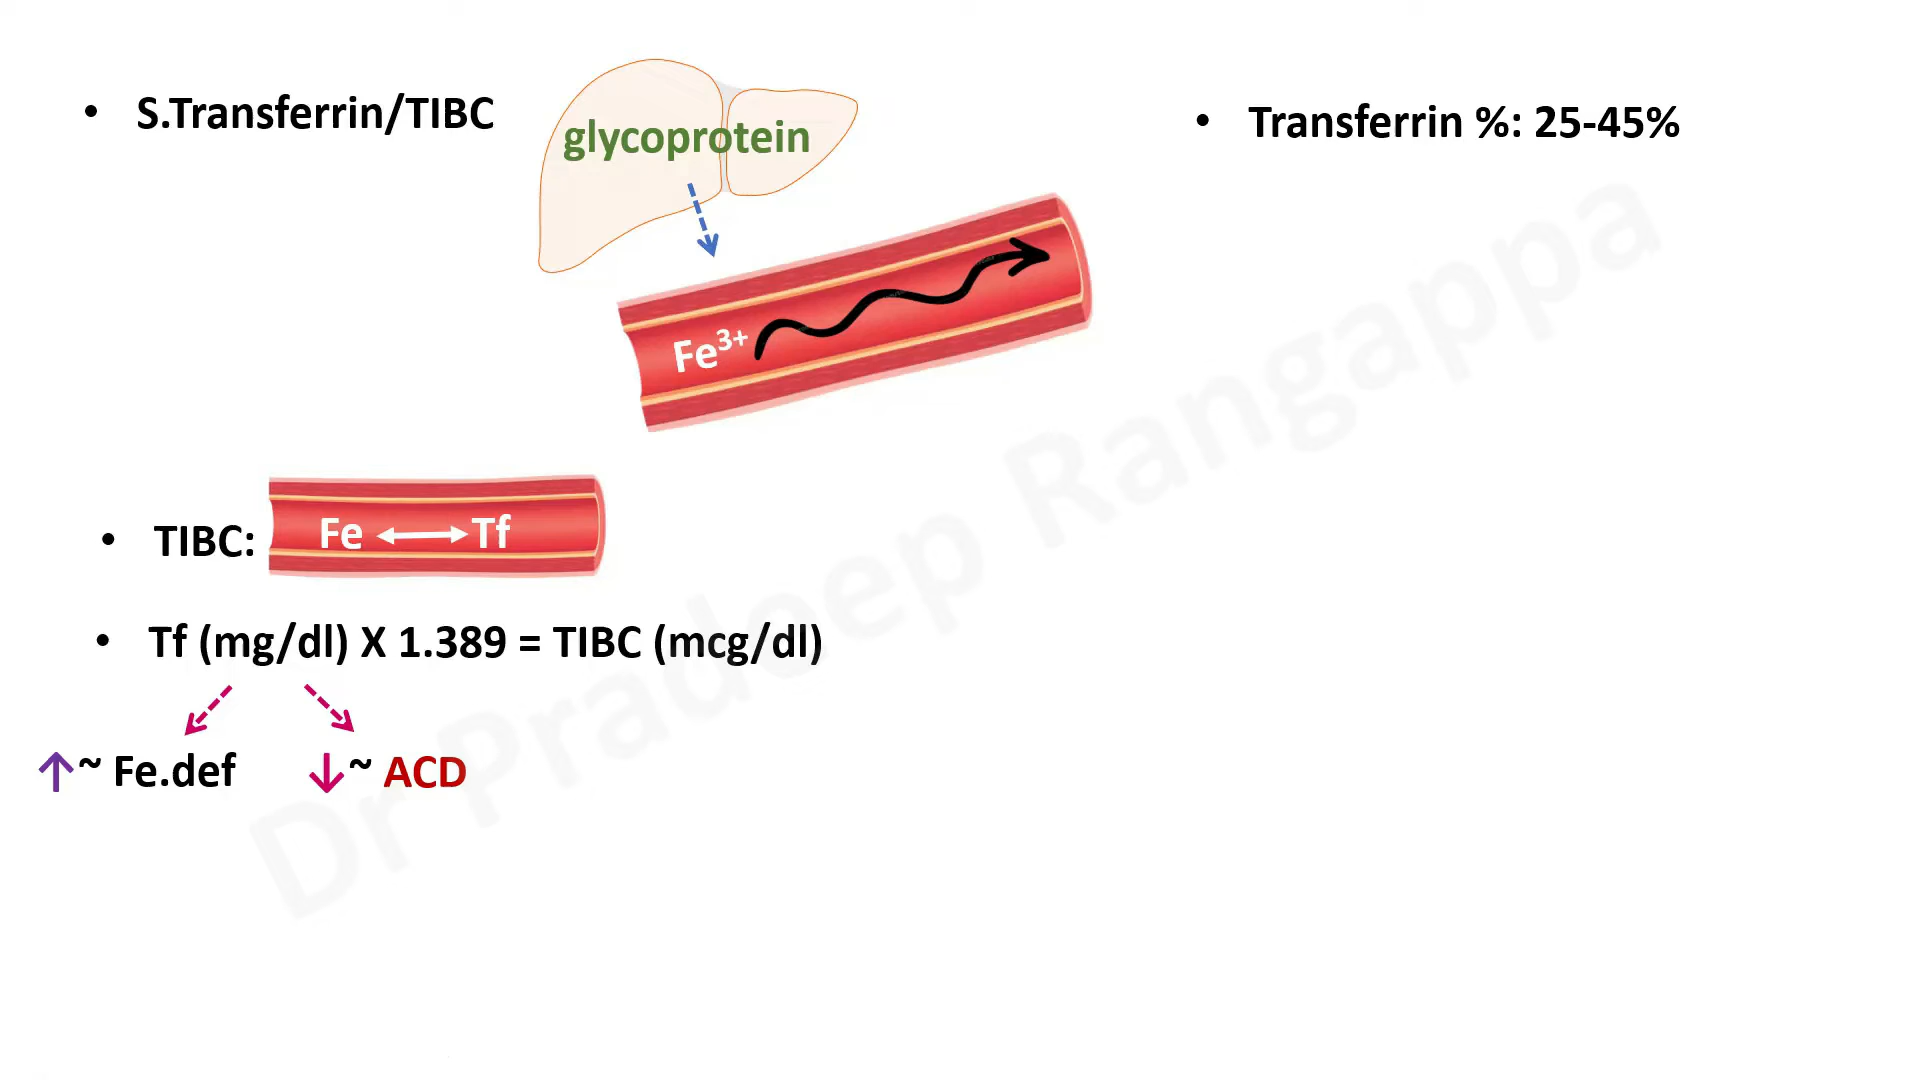 • S.Transferrin/TIBC
glycoprotein
Fe³⁺
• TIBC:
Fe Tf
• Tf (mg/dl) X 1.389 = TIBC (mcg/dl)
↑~ Fe.def ↓~ ACD
• Transferrin %: 25-45%
Dr Pradeep Rangappa